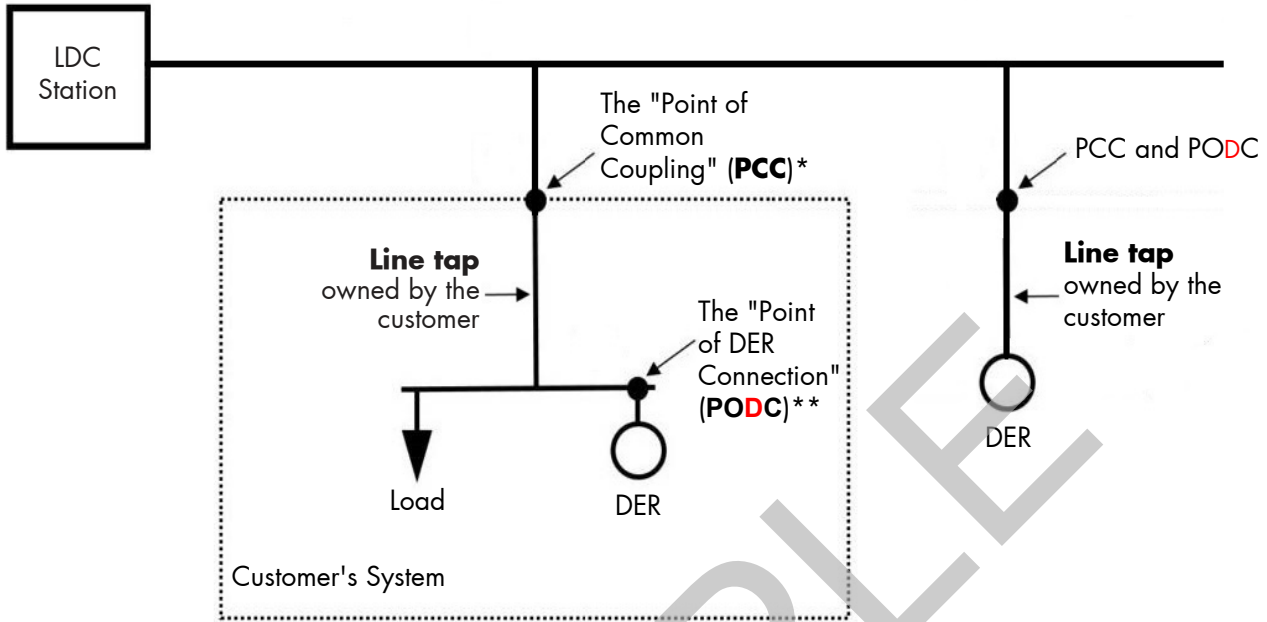 LDC
Station
The "Point of
Common
Coupling" (PCC)*
PCC and PODC
Line tap
owned by the
customer
The "Point
of DER
Connection"
(PODC)**
Line tap
owned by the
customer
Load
DER
DER
Customer's System
PLE